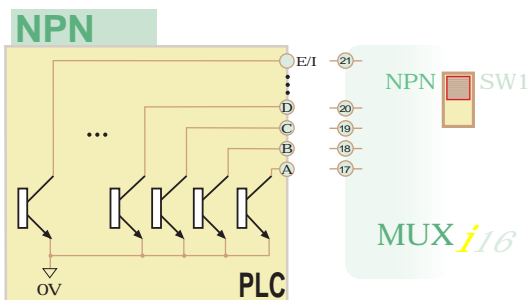 NPN
E/I 21
NPN SW1
D 20
C 19
B 18
A 17
MUX i16
0V
PLC